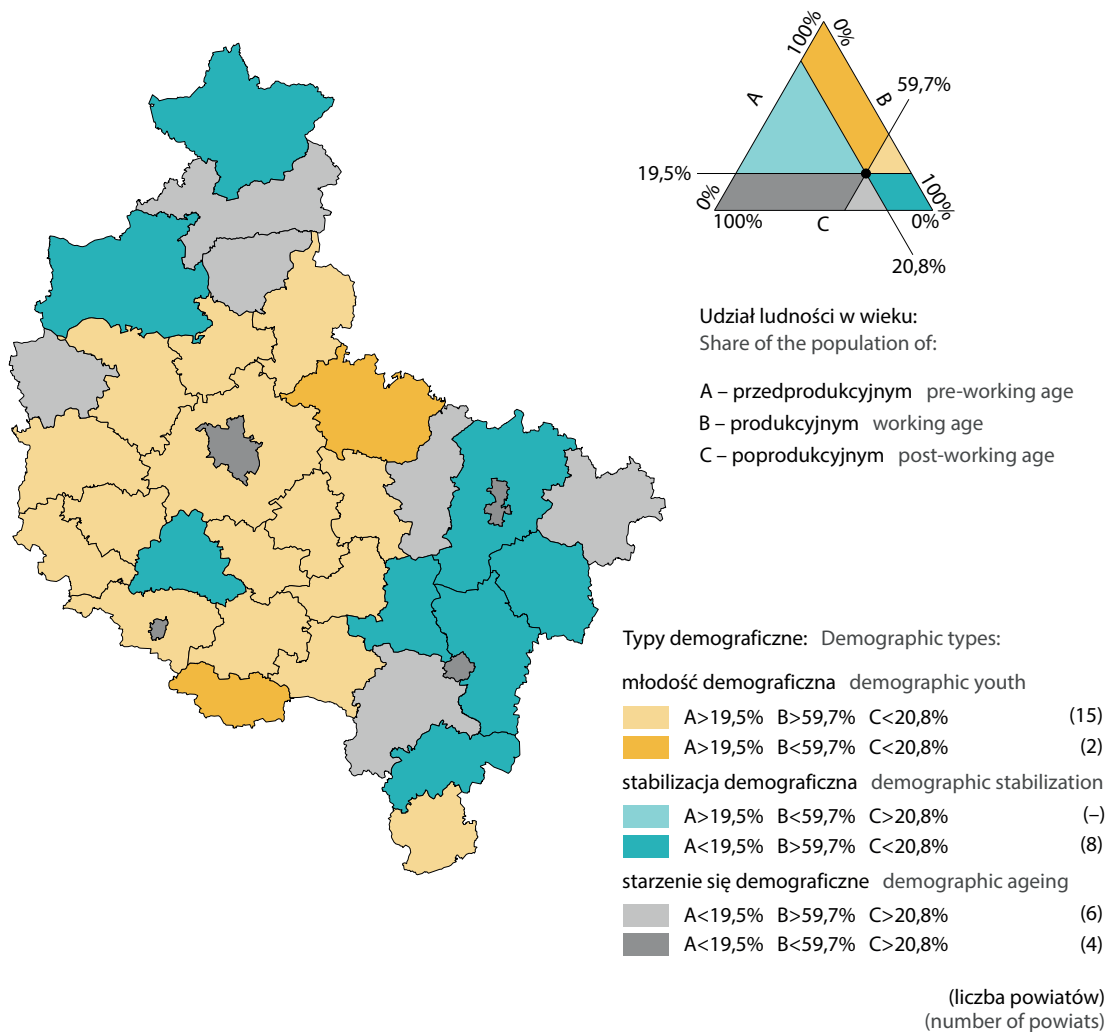 100%
0%
A
B
59,7%
19,5%
0%
100%
100%
C
0%
20,8%
Udział ludności w wieku:
Share of the population of:
A – przedprodukcyjnym pre-working age
B – produkcyjnym working age
C – poprodukcyjnym post-working age
Typy demograficzne: Demographic types:
młodość demograficzna demographic youth
A>19,5% B>59,7% C<20,8% (15)
A>19,5% B<59,7% C<20,8% (2)
stabilizacja demograficzna demographic stabilization
A>19,5% B<59,7% C>20,8% (–)
A<19,5% B>59,7% C<20,8% (8)
starzenie się demograficzne demographic ageing
A<19,5% B>59,7% C>20,8% (6)
A<19,5% B<59,7% C>20,8% (4)
(liczba powiatów)
(number of powiats)